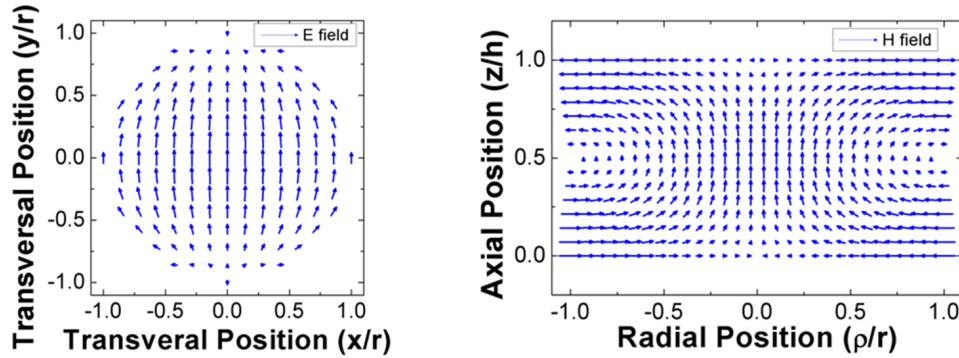 Transversal Position (y/r)
1.0
0.5
0.0
-0.5
-1.0
E field
-1.0 -0.5 0.0 0.5 1.0
Transveral Position (x/r)
Axial Position (z/h)
1.0
0.5
0.0
H field
-1.0 -0.5 0.0 0.5 1.0
Radial Position (ρ/r)